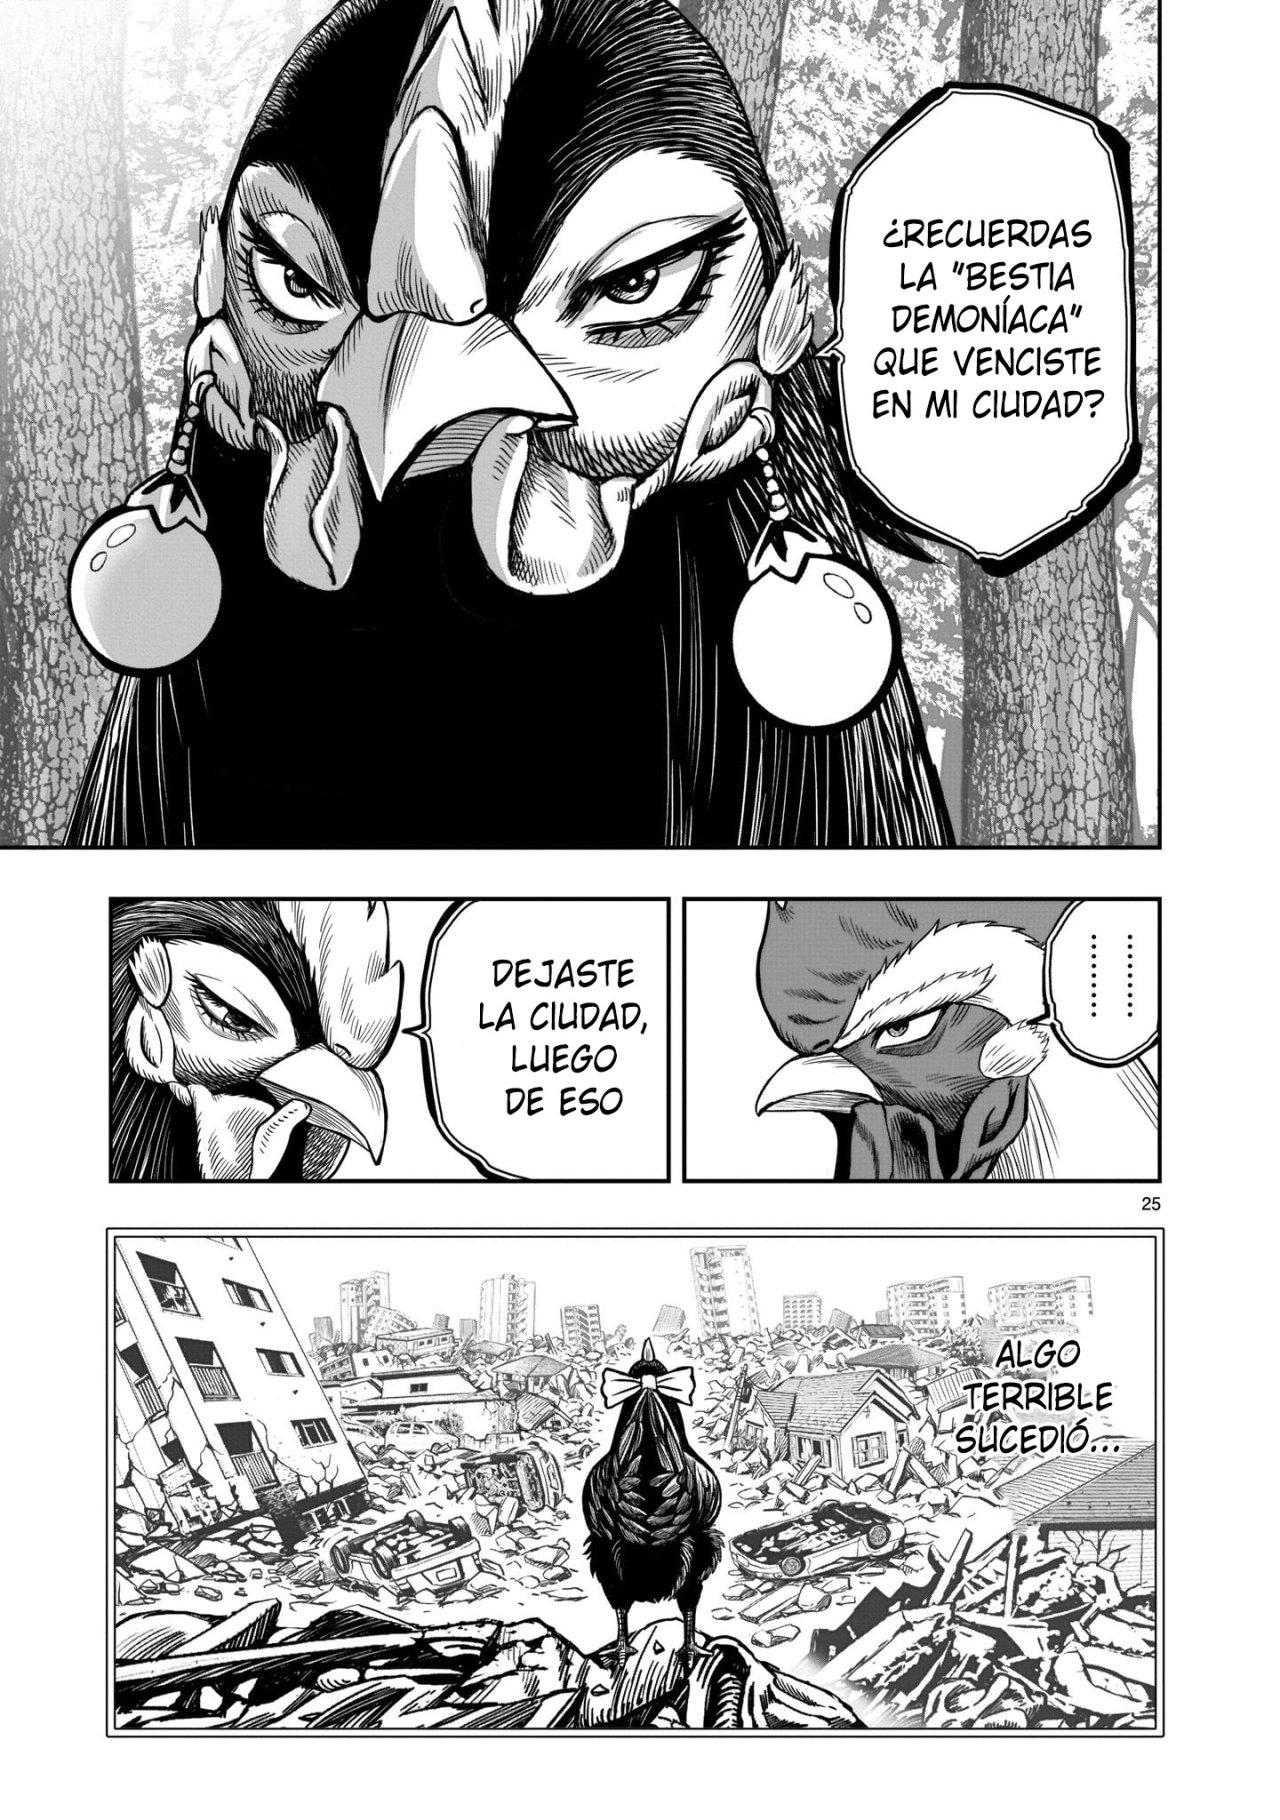 ¿RECUERDAS
LA "BESTIA
DEMONÍACA"
QUE VENCISTE
EN MI CIUDAD?
..........
..........
DEJASTE
LA CIUDAD,
LUEGO
DE ESO
25
ALGO
TERRIBLE
SUCEDIÓ...